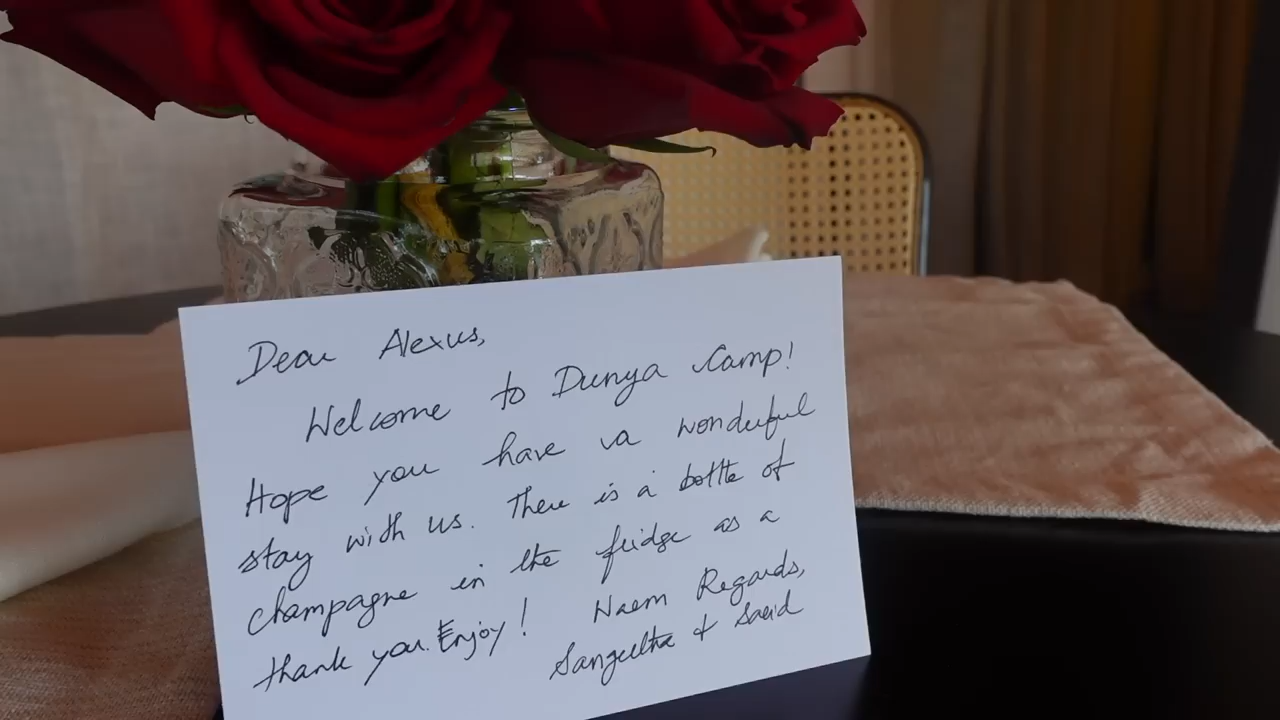 Dear Alexus,
Welcome to Dunya Camp!
Hope you have a wonderful
stay with us. There is a bottle of
champagne in the fridge as a
thank you. Enjoy! Warm Regards,
Sangeetha & Saeid